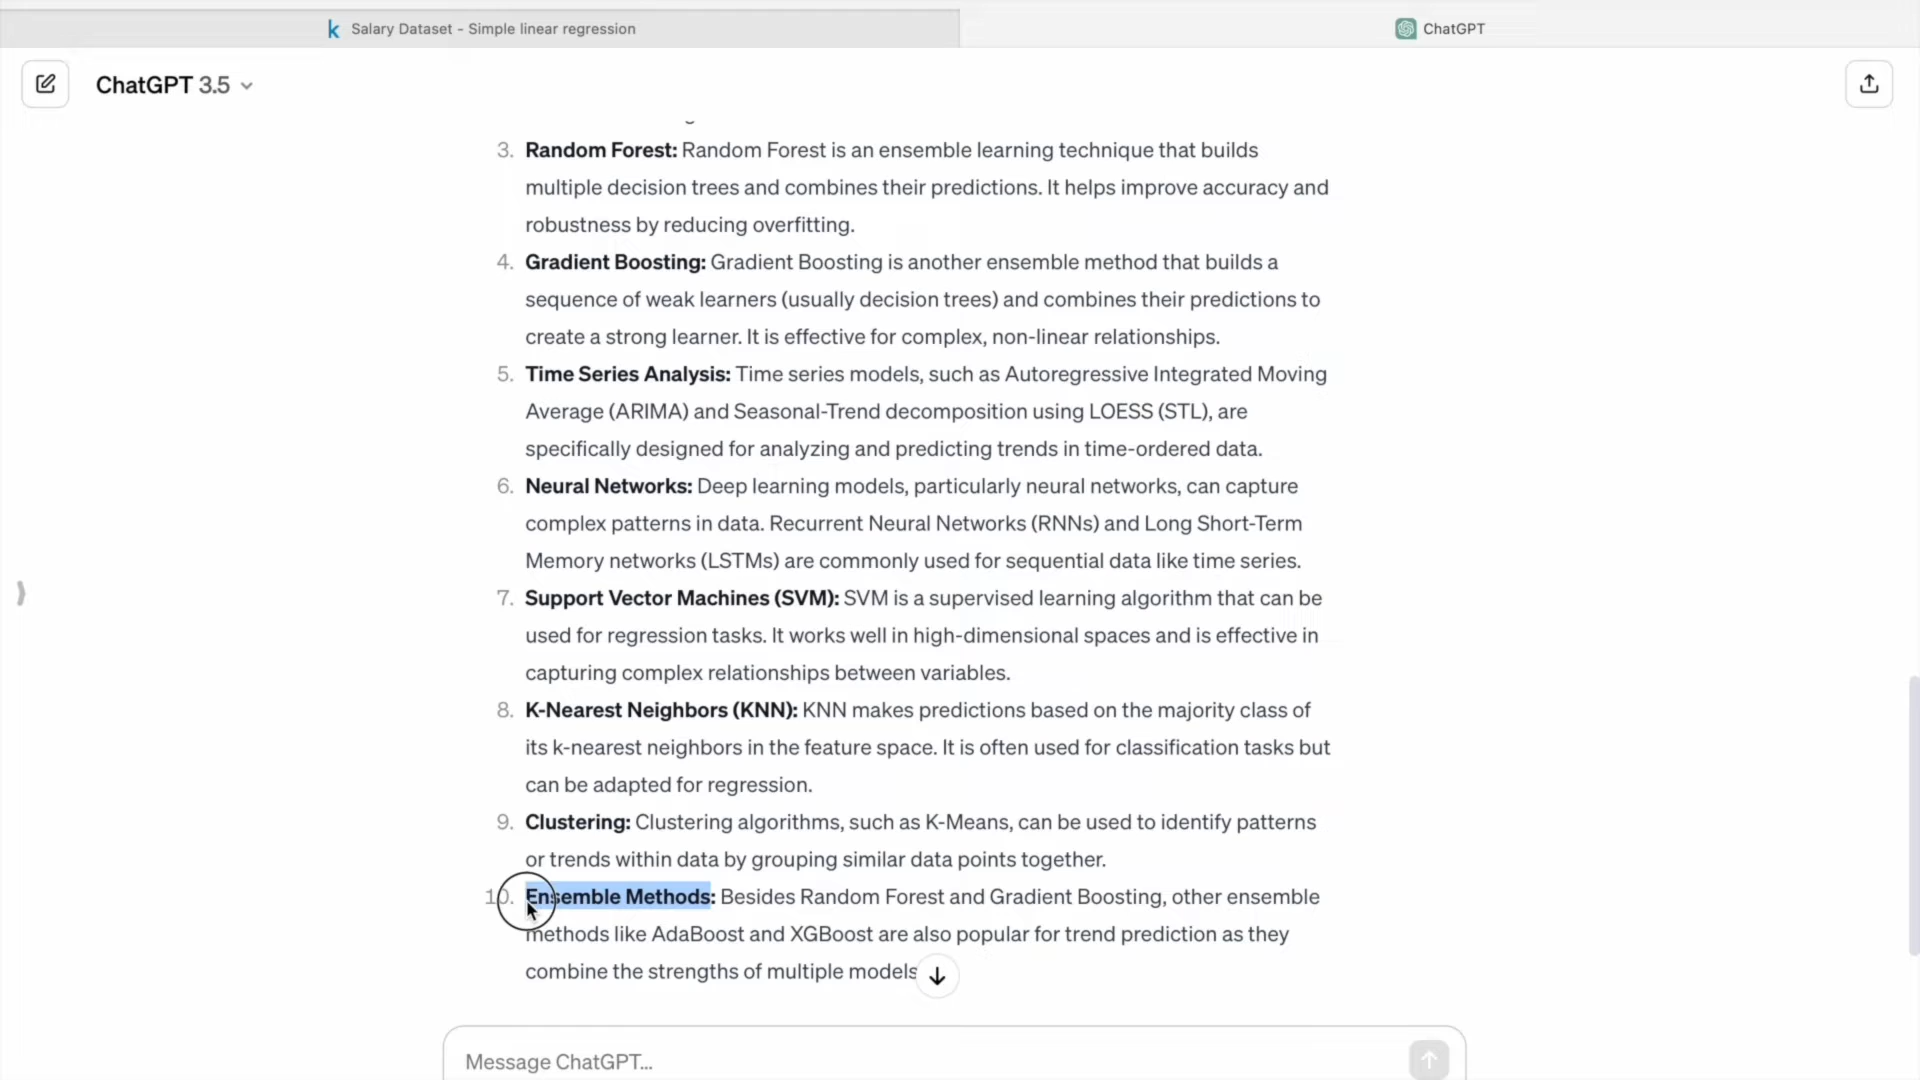 Salary Dataset - Simple linear regression
ChatGPT
ChatGPT 3.5
3. Random Forest: Random Forest is an ensemble learning technique that builds
multiple decision trees and combines their predictions. It helps improve accuracy and
robustness by reducing overfitting.
4. Gradient Boosting: Gradient Boosting is another ensemble method that builds a
sequence of weak learners (usually decision trees) and combines their predictions to
create a strong learner. It is effective for complex, non-linear relationships.
5. Time Series Analysis: Time series models, such as Autoregressive Integrated Moving
Average (ARIMA) and Seasonal-Trend decomposition using LOESS (STL), are
specifically designed for analyzing and predicting trends in time-ordered data.
6. Neural Networks: Deep learning models, particularly neural networks, can capture
complex patterns in data. Recurrent Neural Networks (RNNs) and Long Short-Term
Memory networks (LSTMs) are commonly used for sequential data like time series.
7. Support Vector Machines (SVM): SVM is a supervised learning algorithm that can be
used for regression tasks. It works well in high-dimensional spaces and is effective in
capturing complex relationships between variables.
8. K-Nearest Neighbors (KNN): KNN makes predictions based on the majority class of
its k-nearest neighbors in the feature space. It is often used for classification tasks but
can be adapted for regression.
9. Clustering: Clustering algorithms, such as K-Means, can be used to identify patterns
or trends within data by grouping similar data points together.
10. Ensemble Methods: Besides Random Forest and Gradient Boosting, other ensemble
methods like AdaBoost and XGBoost are also popular for trend prediction as they
combine the strengths of multiple models
Message ChatGPT...